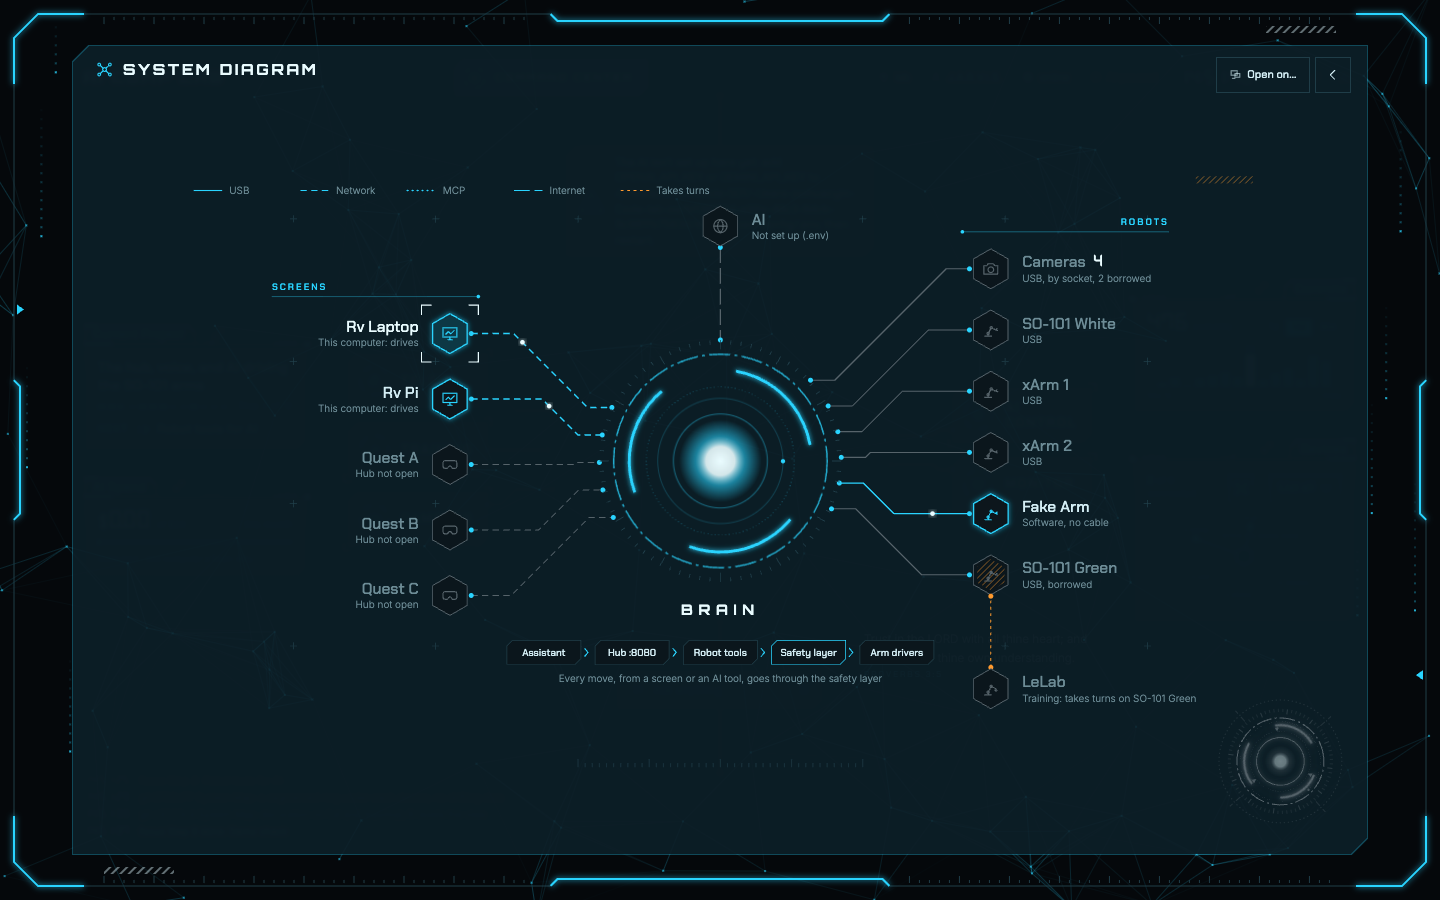 SYSTEM DIAGRAM
Open on...
USB
Network
MCP
Internet
Takes turns
AI
Not set up (.env)
SCREENS
Rv Laptop
This computer: drives
Rv Pi
This computer: drives
Quest A
Hub not open
Quest B
Hub not open
Quest C
Hub not open
ROBOTS
Cameras 4
USB, by socket, 2 borrowed
SO-101 White
USB
xArm 1
USB
xArm 2
USB
Fake Arm
Software, no cable
SO-101 Green
USB, borrowed
LeLab
Training: takes turns on SO-101 Green
BRAIN
Assistant
Hub :8080
Robot tools
Safety layer
Arm drivers
Every move, from a screen or an AI tool, goes through the safety layer